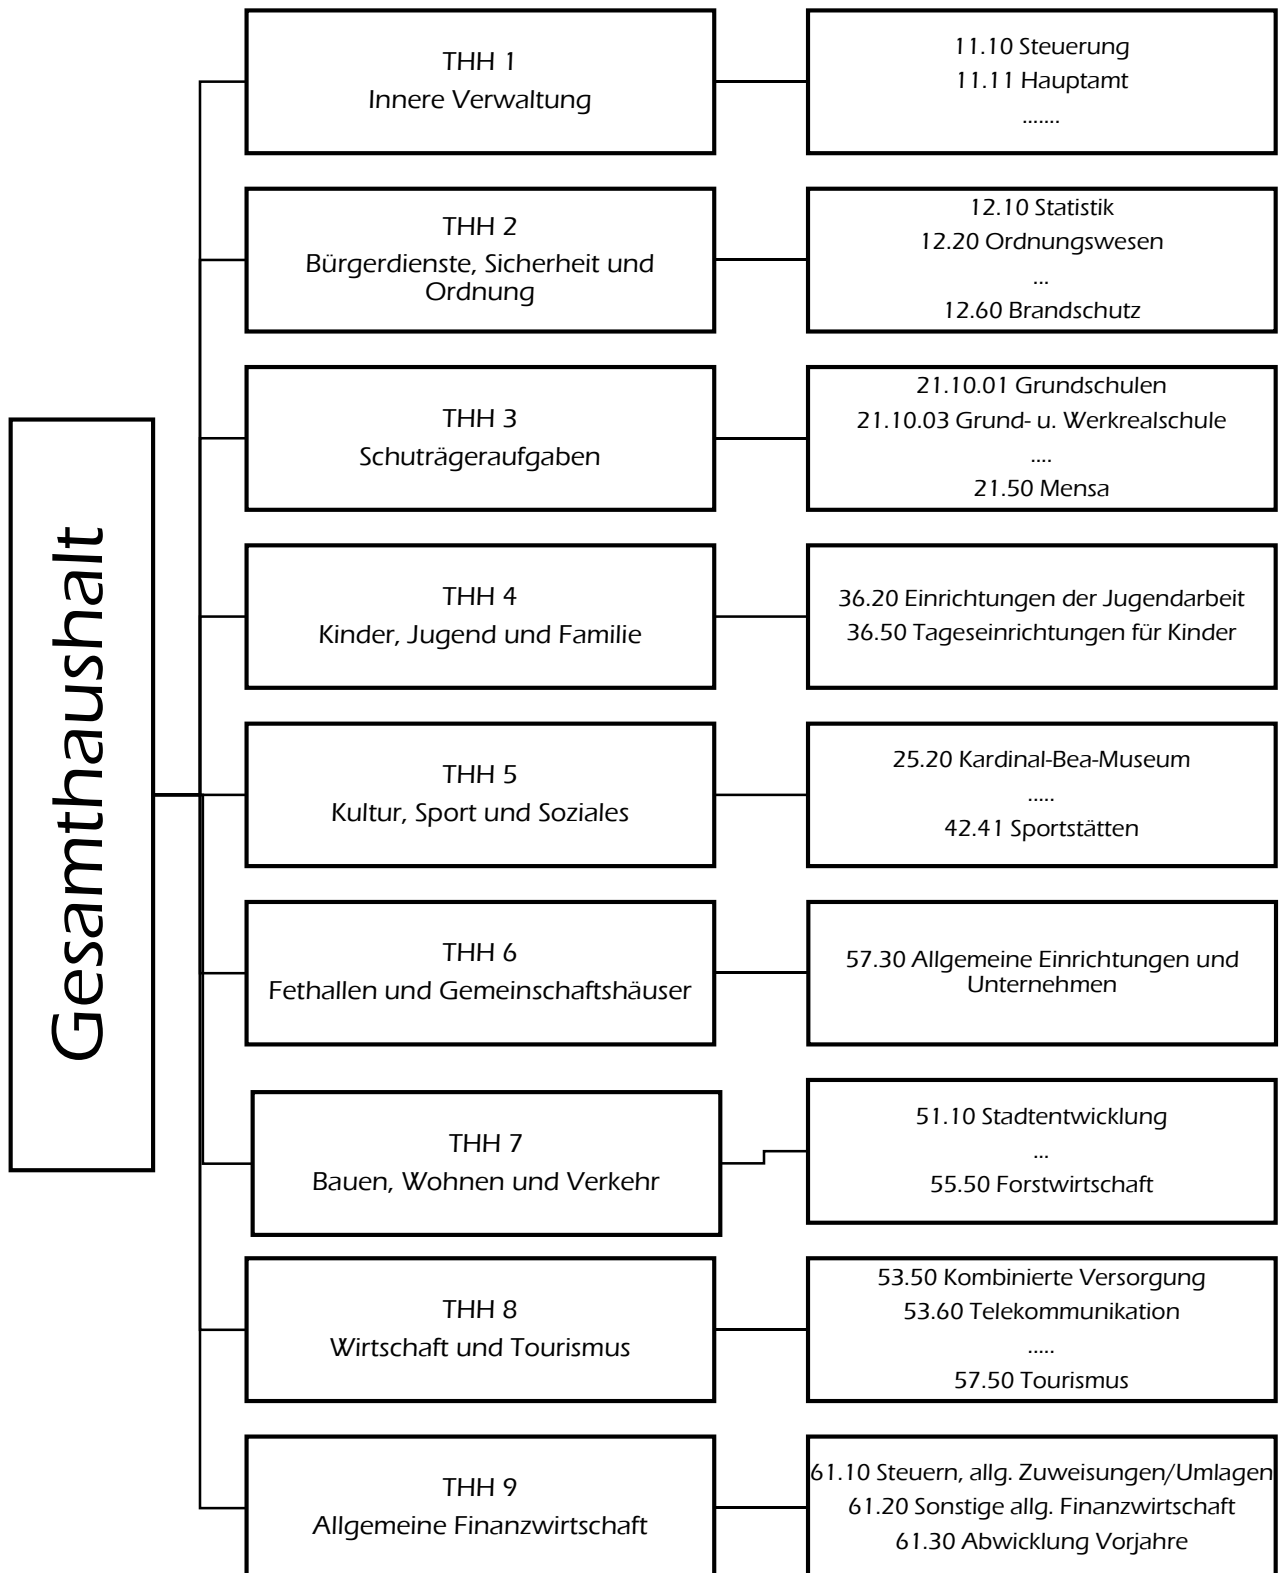 Gesamthaushalt
THH 1
Innere Verwaltung
11.10 Steuerung
11.11 Hauptamt
.......
THH 2
Bürgerdienste, Sicherheit und
Ordnung
12.10 Statistik
12.20 Ordnungswesen
...
12.60 Brandschutz
THH 3
Schuträgeraufgaben
21.10.01 Grundschulen
21.10.03 Grund- u. Werkrealschule
....
21.50 Mensa
THH 4
Kinder, Jugend und Familie
36.20 Einrichtungen der Jugendarbeit
36.50 Tageseinrichtungen für Kinder
THH 5
Kultur, Sport und Soziales
25.20 Kardinal-Bea-Museum
.....
42.41 Sportstätten
THH 6
Fethallen und Gemeinschaftshäuser
57.30 Allgemeine Einrichtungen und
Unternehmen
THH 7
Bauen, Wohnen und Verkehr
51.10 Stadtentwicklung
...
55.50 Forstwirtschaft
THH 8
Wirtschaft und Tourismus
53.50 Kombinierte Versorgung
53.60 Telekommunikation
.....
57.50 Tourismus
THH 9
Allgemeine Finanzwirtschaft
61.10 Steuern, allg. Zuweisungen/Umlagen
61.20 Sonstige allg. Finanzwirtschaft
61.30 Abwicklung Vorjahre